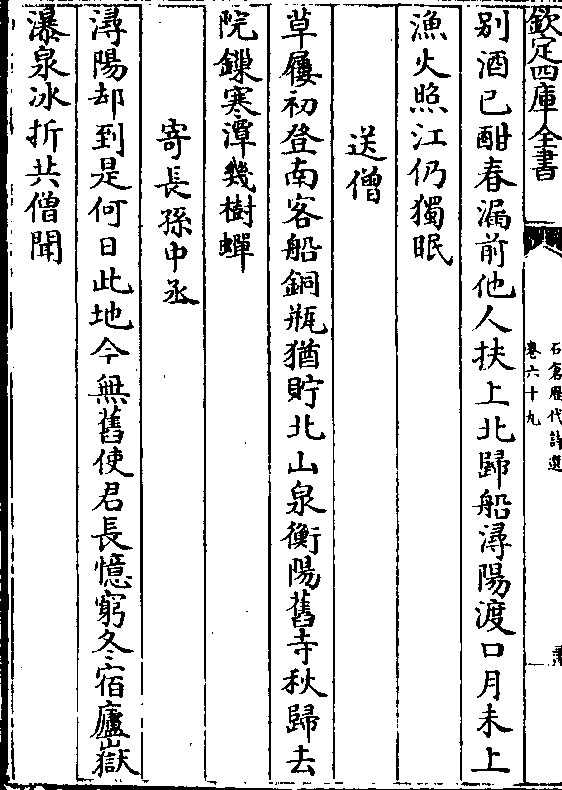 欽定四庫全書
石倉歴代詩選
卷六十九
别酒已酣春漏前他人扶上北歸船潯陽渡口月未上
漁火照江仍獨眠
送僧
草屨初登南客船銅瓶猶貯北山泉衡陽舊寺秋歸去
院鏁寒潭幾樹蟬
寄長孫中丞
潯陽却到是何日此地今無舊使君長憶窮冬宿廬嶽
瀑泉冰折共僧聞